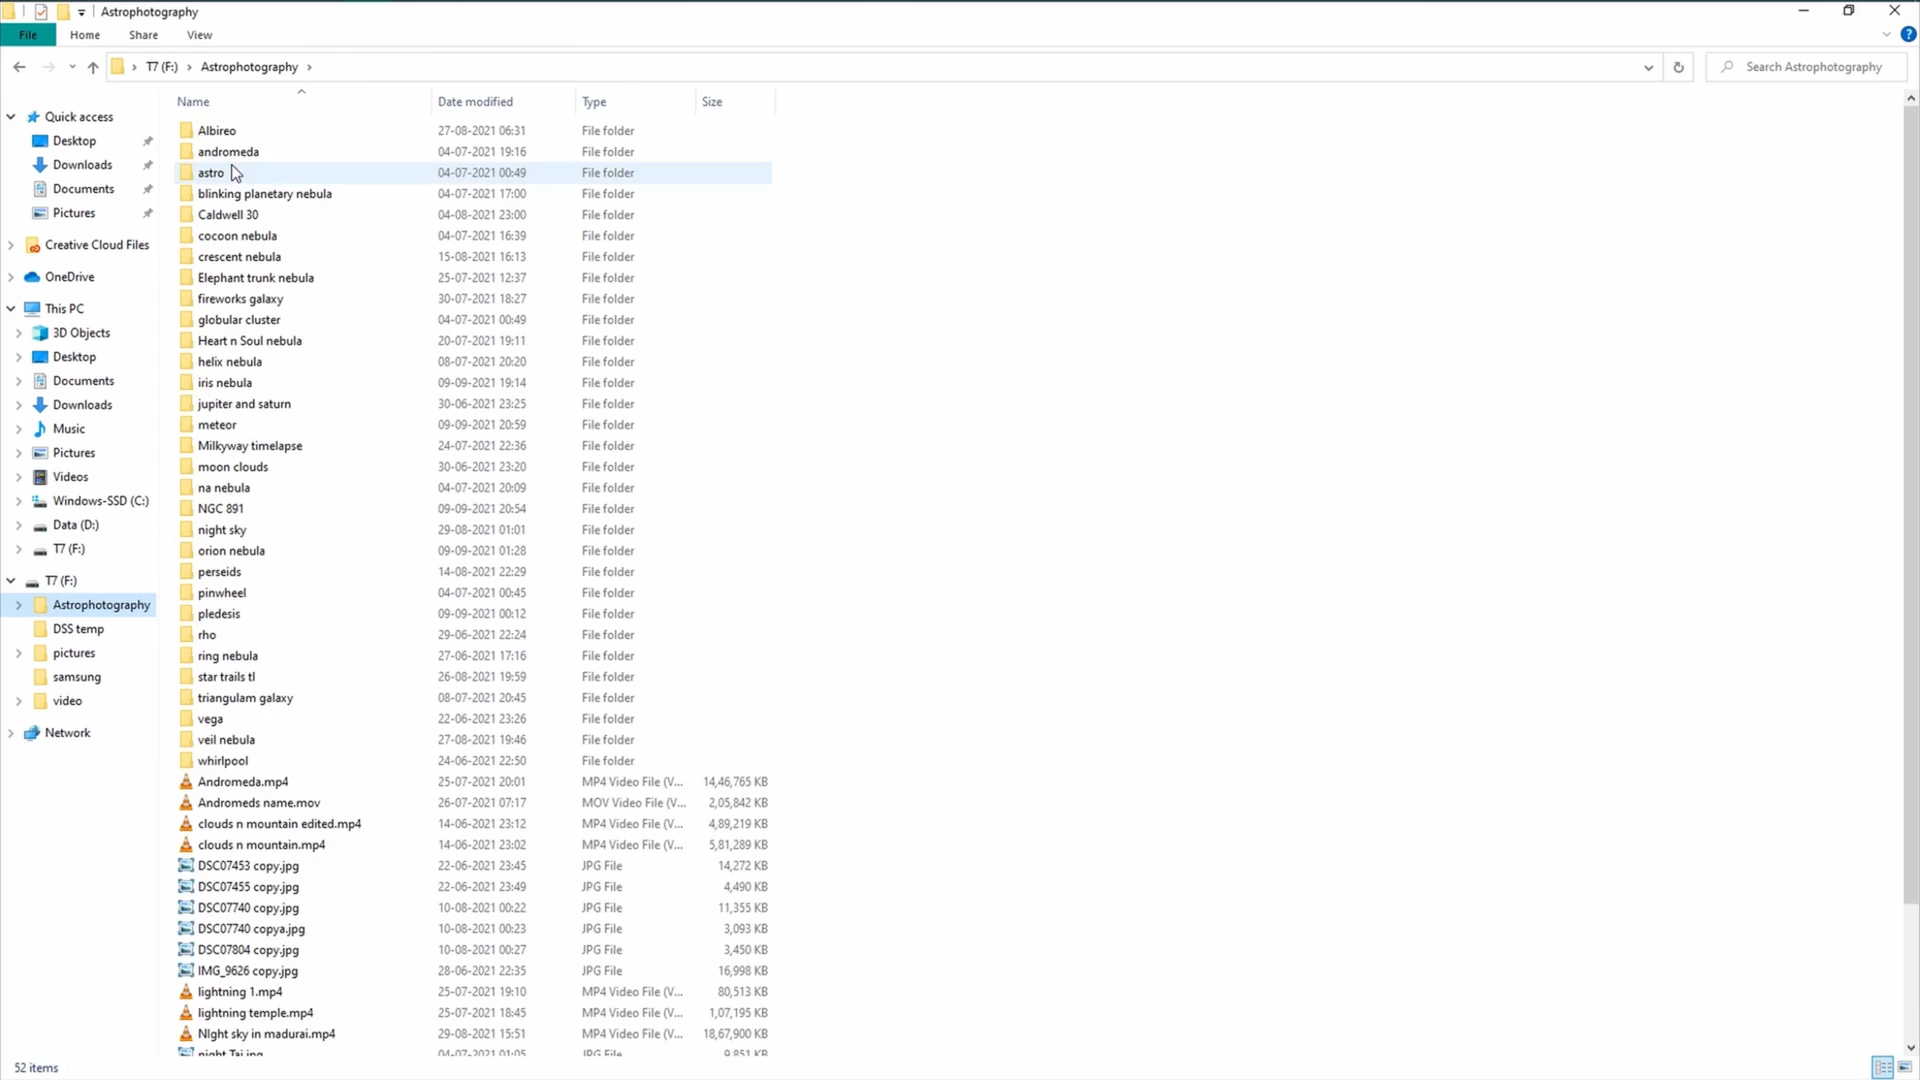 Astrophotography
File Home Share View
T7 (F:) Astrophotography
Search Astrophotography
Name Date modified Type Size
Quick access
Desktop
Downloads
Documents
Pictures
Creative Cloud Files
OneDrive
This PC
3D Objects
Desktop
Documents
Downloads
Music
Pictures
Videos
Windows-SSD (C:)
Data (D:)
T7 (F:)
T7 (F:)
Astrophotography
DSS temp
pictures
samsung
video
Network
Albireo 27-08-2021 06:31 File folder
andromeda 04-07-2021 19:16 File folder
astro 04-07-2021 00:49 File folder
blinking planetary nebula 04-07-2021 17:00 File folder
Caldwell 30 04-08-2021 23:00 File folder
cocoon nebula 04-07-2021 16:39 File folder
crescent nebula 15-08-2021 16:13 File folder
Elephant trunk nebula 25-07-2021 12:37 File folder
fireworks galaxy 30-07-2021 18:27 File folder
globular cluster 04-07-2021 00:49 File folder
Heart n Soul nebula 20-07-2021 19:11 File folder
helix nebula 08-07-2021 20:20 File folder
iris nebula 09-09-2021 19:14 File folder
jupiter and saturn 30-06-2021 23:25 File folder
meteor 09-09-2021 20:59 File folder
Milkyway timelapse 24-07-2021 22:36 File folder
moon clouds 30-06-2021 23:20 File folder
na nebula 04-07-2021 20:09 File folder
NGC 891 09-09-2021 20:54 File folder
night sky 29-08-2021 01:01 File folder
orion nebula 09-09-2021 01:28 File folder
perseids 14-08-2021 22:29 File folder
pinwheel 04-07-2021 00:45 File folder
pledesis 09-09-2021 00:12 File folder
rho 29-06-2021 22:24 File folder
ring nebula 27-06-2021 17:16 File folder
star trails tl 26-08-2021 19:59 File folder
triangulam galaxy 08-07-2021 20:45 File folder
vega 22-06-2021 23:26 File folder
veil nebula 27-08-2021 19:46 File folder
whirlpool 24-06-2021 22:50 File folder
Andromeda.mp4 25-07-2021 20:01 MP4 Video File (V... 14,46,765 KB
Andromeds name.mov 26-07-2021 07:17 MOV Video File (V... 2,05,842 KB
clouds n mountain edited.mp4 14-06-2021 23:12 MP4 Video File (V... 4,89,219 KB
clouds n mountain.mp4 14-06-2021 23:02 MP4 Video File (V... 5,81,289 KB
DSC07453 copy.jpg 22-06-2021 23:45 JPG File 14,272 KB
DSC07455 copy.jpg 22-06-2021 23:49 JPG File 4,490 KB
DSC07740 copy.jpg 10-08-2021 00:22 JPG File 11,355 KB
DSC07740 copya.jpg 10-08-2021 00:23 JPG File 3,093 KB
DSC07804 copy.jpg 10-08-2021 00:27 JPG File 3,450 KB
IMG_9626 copy.jpg 28-06-2021 22:35 JPG File 16,998 KB
lightning 1.mp4 25-07-2021 19:10 MP4 Video File (V... 80,513 KB
lightning temple.mp4 25-07-2021 18:45 MP4 Video File (V... 1,07,195 KB
NIght sky in madurai.mp4 29-08-2021 15:51 MP4 Video File (V... 18,67,900 KB
night Taj.jpg 04-07-2021 01:05 JPG File 9,851 KB
52 items